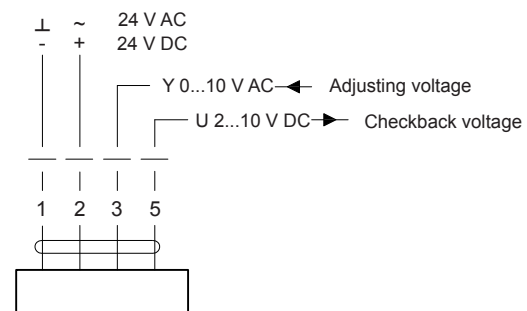 ⊥ ~ 24 V AC
- + 24 V DC
Y 0...10 V AC Adjusting voltage
U 2...10 V DC Checkback voltage
1 2 3 5